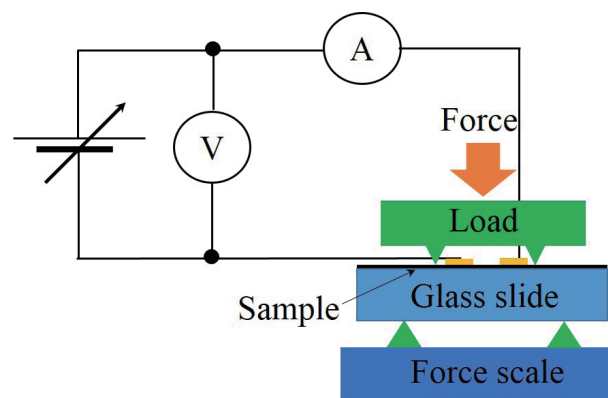 A
V
Force
Load
Sample
Glass slide
Force scale